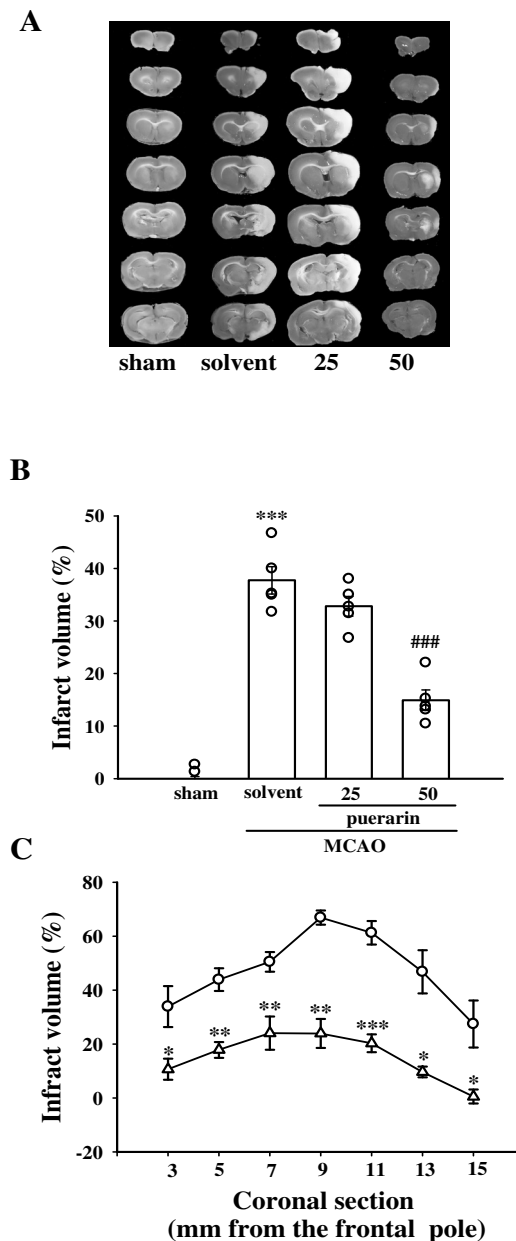 A
sham solvent 25 50
B
Infarct volume (%)
50
40
30
20
10
0
***
###
sham solvent 25 50
puerarin
MCAO
C
Infract volume (%)
80
60
40
20
0
-20
* ** ** ** *** * *
3 5 7 9 11 13 15
Coronal section
(mm from the frontal pole)